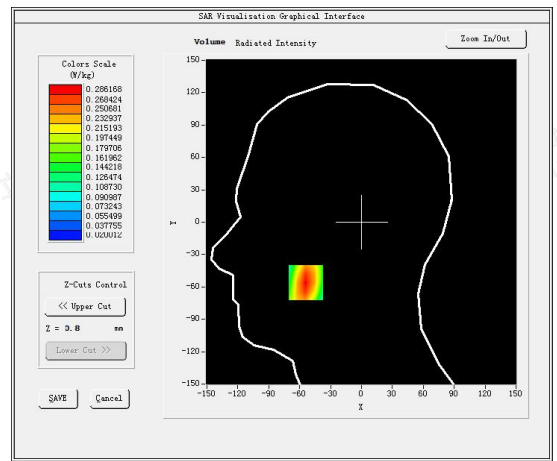 SAR Visualisation Graphical Interface
Volume Radiated Intensity
Zoom In/Out
Colors Scale
(W/kg)
0.286168
0.268424
0.250681
0.232937
0.215193
0.197449
0.179706
0.161962
0.144218
0.126474
0.108730
0.090987
0.073243
0.055499
0.037755
0.020012
Z-Cuts Control
<< Upper Cut
Z = 0.8 mm
Lower Cut >>
SAVE Cancel
150
120
90
60
30
0
-30
-60
-90
-120
-150
Y
-150 -120 -90 -60 -30 0 30 60 90 120 150
X